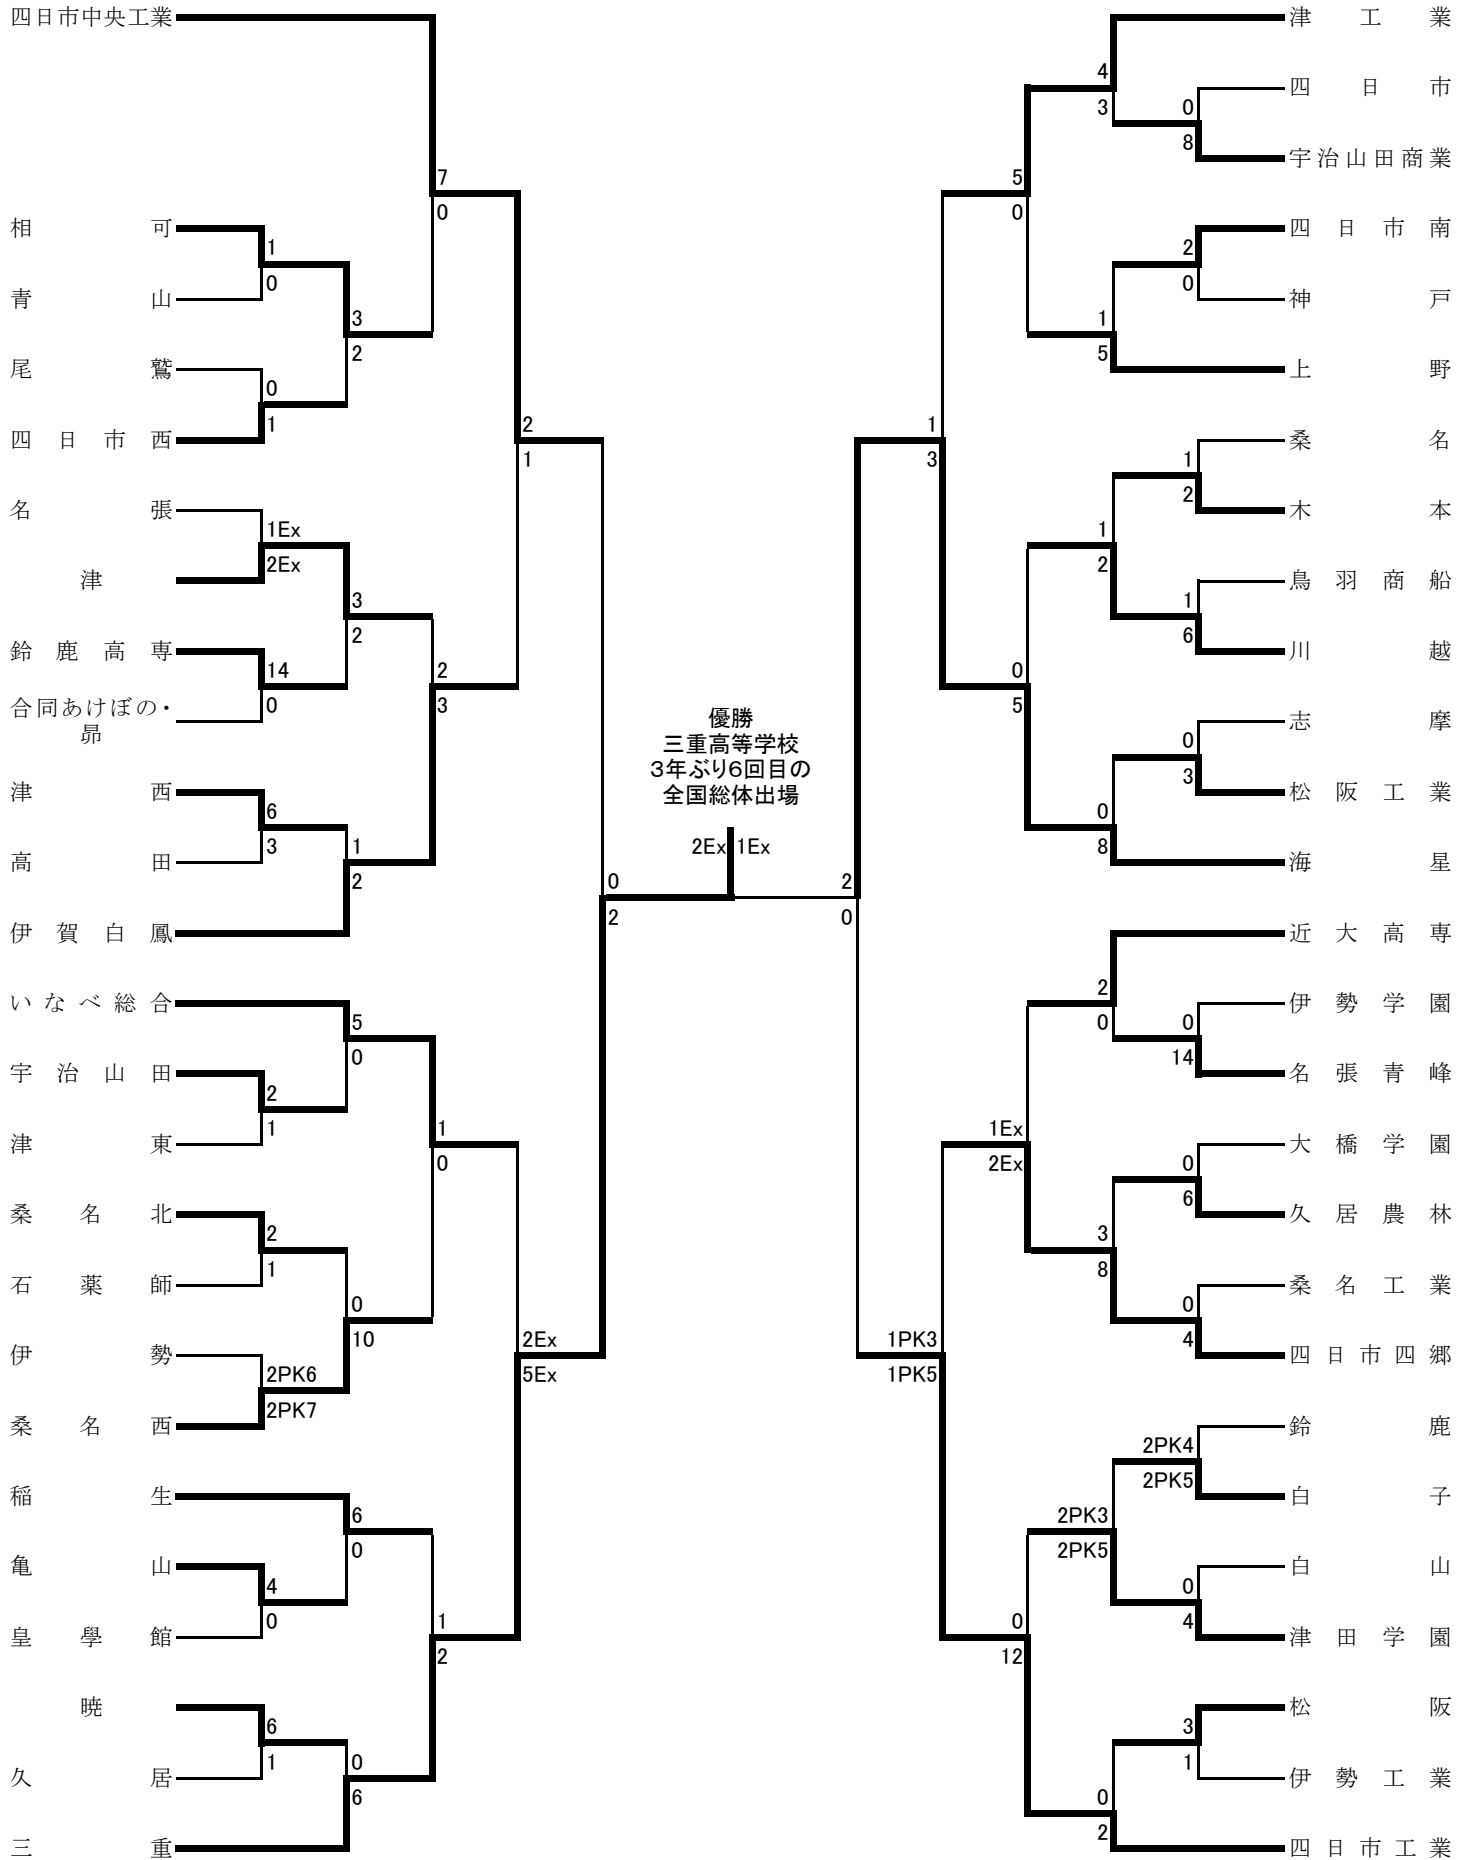 四日市中央工業
7
0
相可
1
0
青山
3
2
尾鷲
0
1
四日市西
2
1
名張
1Ex
2Ex
津
3
2
鈴鹿高専
14
0
合同あけぼの・
昴
2
3
津西
6
3
高田
1
2
伊賀白鳳
0
2
いなべ総合
5
0
宇治山田
2
1
津東
1
0
桑名北
2
1
石薬師
0
10
伊勢
2PK6
2PK7
桑名西
2Ex
5Ex
稲生
6
0
亀山
4
0
皇學館
1
2
暁
6
1
久居
0
6
三重
優勝
三重高等学校
3年ぶり6回目の
全国総体出場
2Ex
1Ex
津工業
4
3
四日市
0
8
宇治山田商業
5
0
四日市南
2
0
神戸
1
5
上野
1
3
桑名
1
2
木本
1
2
鳥羽商船
1
6
川越
0
5
志摩
0
3
松阪工業
0
8
海星
2
0
近大高専
2
0
伊勢学園
0
14
名張青峰
1Ex
2Ex
大橋学園
0
6
久居農林
3
8
桑名工業
0
4
四日市四郷
1PK3
1PK5
鈴鹿
2PK4
2PK5
白子
2PK3
2PK5
白山
0
4
津田学園
0
12
松阪
3
1
伊勢工業
0
2
四日市工業